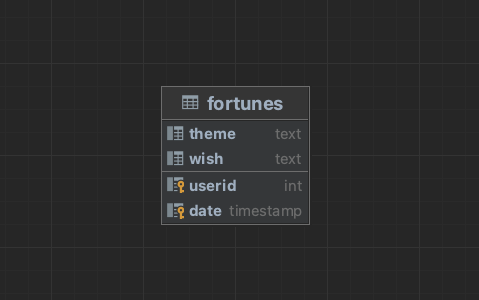 fortunes
theme text
wish text
userid int
date timestamp